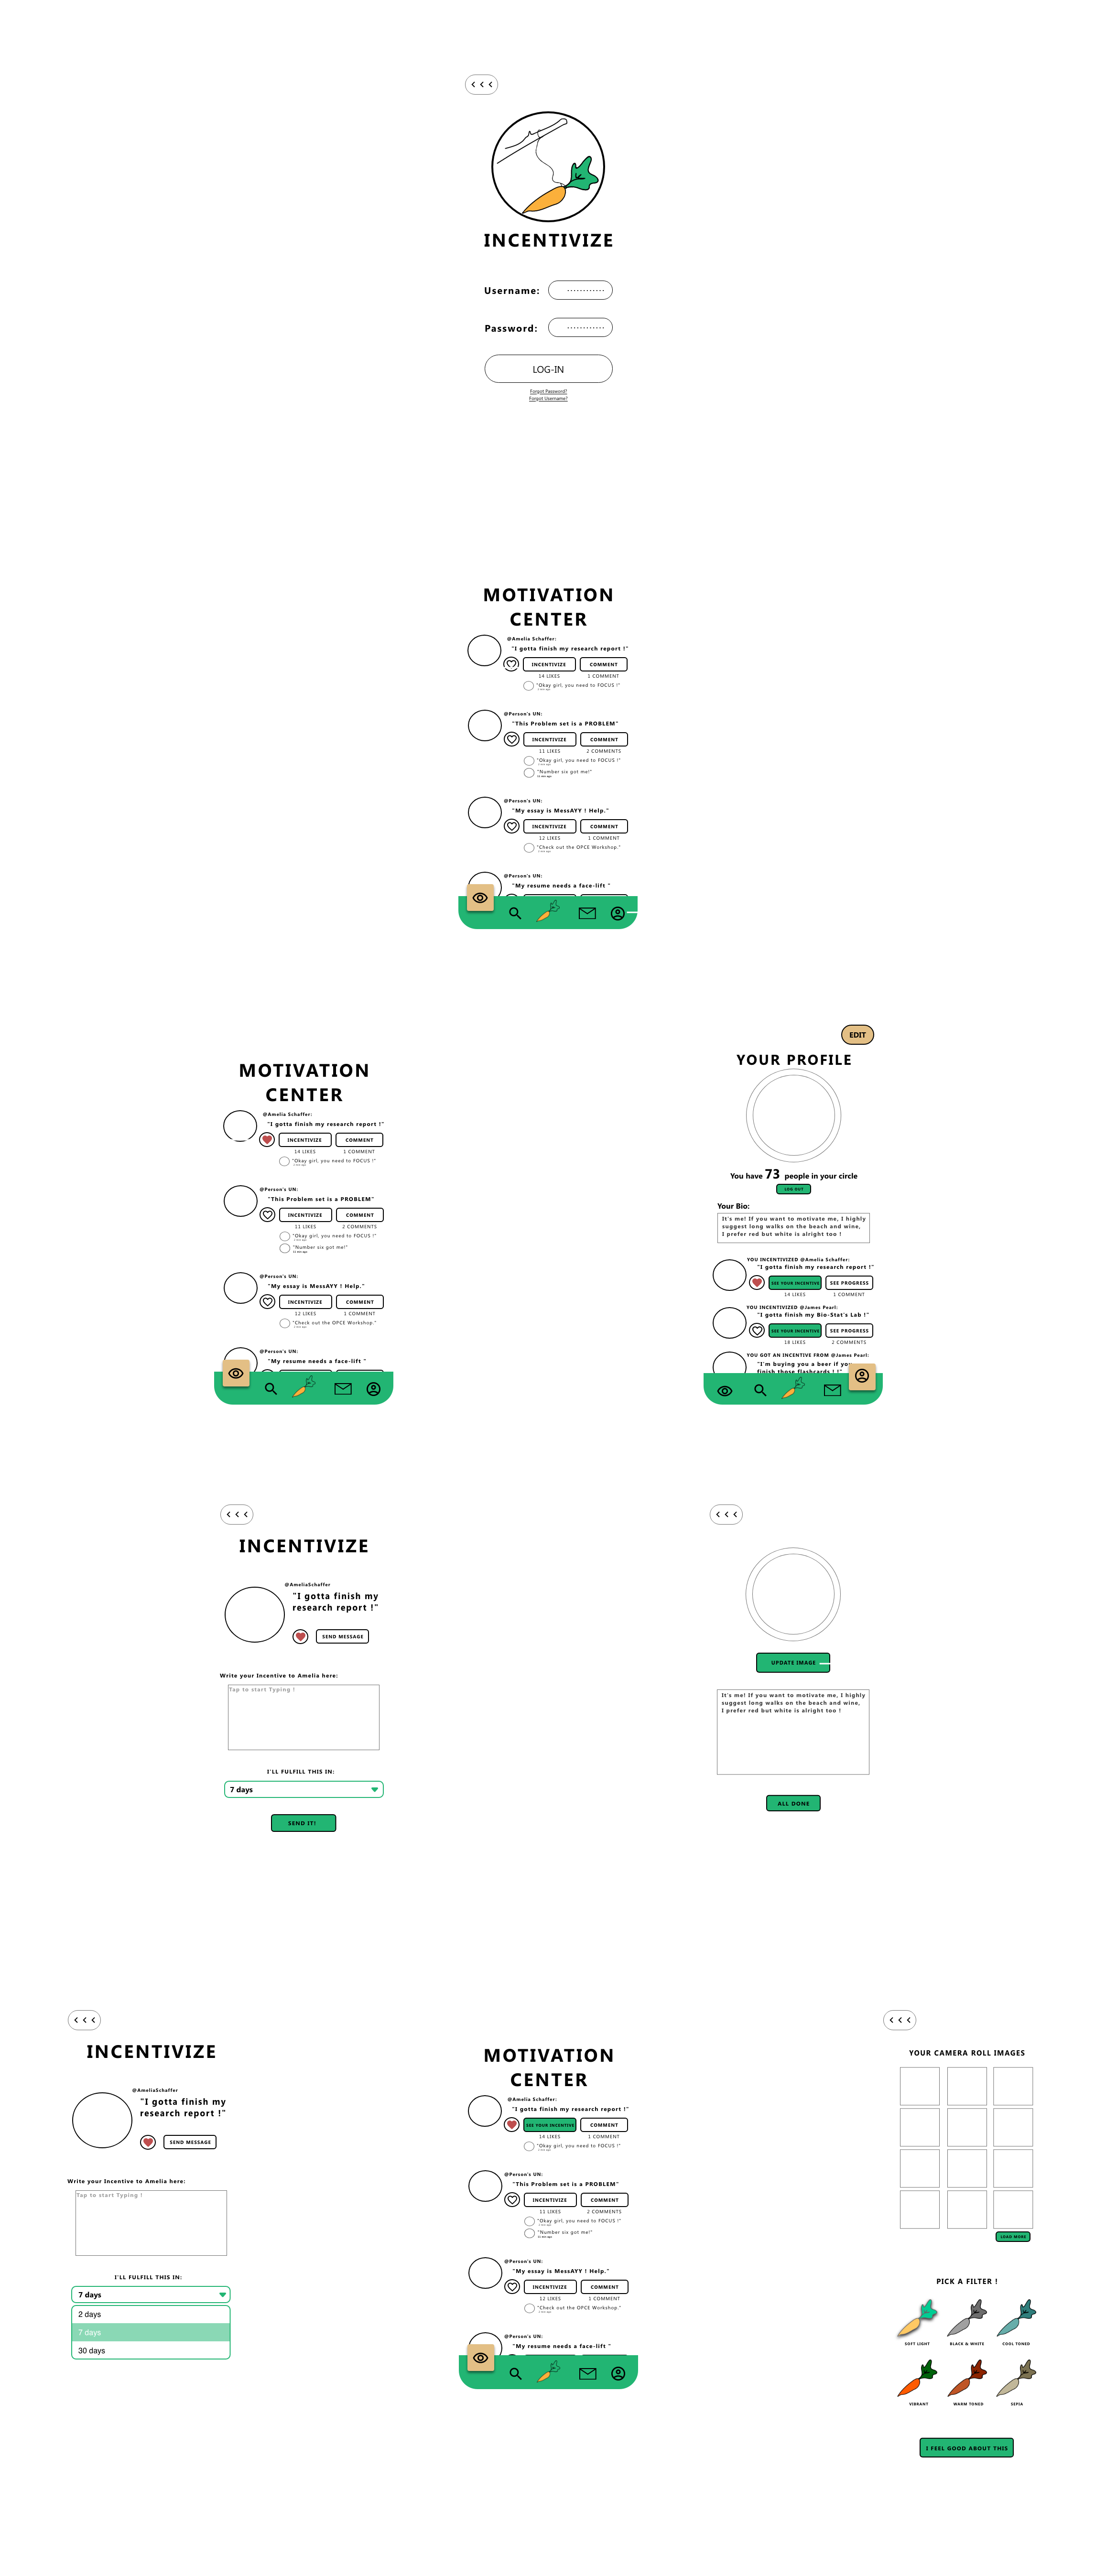 INCENTIVIZE
Username:
Password:
LOG-IN
Forgot Password?
Forgot Username?
MOTIVATION
CENTER
@Amelia Schaffer:
"I gotta finish my research report !"
INCENTIVIZE COMMENT
14 LIKES 1 COMMENT
"Okay girl, you need to FOCUS !"
@Person's UN:
"This Problem set is a PROBLEM"
INCENTIVIZE COMMENT
11 LIKES 2 COMMENTS
"Okay girl, you need to FOCUS !"
"Number six got me!"
@Person's UN:
"My essay is MessAYY ! Help."
INCENTIVIZE COMMENT
12 LIKES 1 COMMENT
"Check out the OPCE Workshop."
@Person's UN:
"My resume needs a face-lift "
MOTIVATION
CENTER
@Amelia Schaffer:
"I gotta finish my research report !"
INCENTIVIZE COMMENT
14 LIKES 1 COMMENT
"Okay girl, you need to FOCUS !"
@Person's UN:
"This Problem set is a PROBLEM"
INCENTIVIZE COMMENT
11 LIKES 2 COMMENTS
"Okay girl, you need to FOCUS !"
"Number six got me!"
@Person's UN:
"My essay is MessAYY ! Help."
INCENTIVIZE COMMENT
12 LIKES 1 COMMENT
"Check out the OPCE Workshop."
@Person's UN:
"My resume needs a face-lift "
EDIT
YOUR PROFILE
You have 73 people in your circle
LOG OUT
Your Bio:
It's me! If you want to motivate me, I highly
suggest long walks on the beach and wine,
I prefer red but white is alright too !
YOU INCENTIVIZED @Amelia Schaffer:
"I gotta finish my research report !"
SEE YOUR INCENTIVE SEE PROGRESS
14 LIKES 1 COMMENT
YOU INCENTIVIZED @James Pearl:
"I gotta finish my Bio-Stat's Lab !"
SEE YOUR INCENTIVE SEE PROGRESS
18 LIKES 2 COMMENTS
YOU GOT AN INCENTIVE FROM @James Pearl:
"I'm buying you a beer if you
finish those flashcards ! !"
INCENTIVIZE
@AmeliaSchaffer
"I gotta finish my
research report !"
SEND MESSAGE
Write your Incentive to Amelia here:
Tap to start Typing !
I'LL FULFILL THIS IN:
7 days
SEND IT!
UPDATE IMAGE
It's me! If you want to motivate me, I highly
suggest long walks on the beach and wine,
I prefer red but white is alright too !
ALL DONE
INCENTIVIZE
@AmeliaSchaffer
"I gotta finish my
research report !"
SEND MESSAGE
Write your Incentive to Amelia here:
Tap to start Typing !
I'LL FULFILL THIS IN:
7 days
2 days
7 days
30 days
MOTIVATION
CENTER
@Amelia Schaffer:
"I gotta finish my research report !"
SEE YOUR INCENTIVE COMMENT
14 LIKES 1 COMMENT
"Okay girl, you need to FOCUS !"
@Person's UN:
"This Problem set is a PROBLEM"
INCENTIVIZE COMMENT
11 LIKES 2 COMMENTS
"Okay girl, you need to FOCUS !"
"Number six got me!"
@Person's UN:
"My essay is MessAYY ! Help."
INCENTIVIZE COMMENT
12 LIKES 1 COMMENT
"Check out the OPCE Workshop."
@Person's UN:
"My resume needs a face-lift "
YOUR CAMERA ROLL IMAGES
LOAD MORE
PICK A FILTER !
SOFT LIGHT BLACK & WHITE COOL TONED
VIBRANT WARM TONED SEPIA
I FEEL GOOD ABOUT THIS